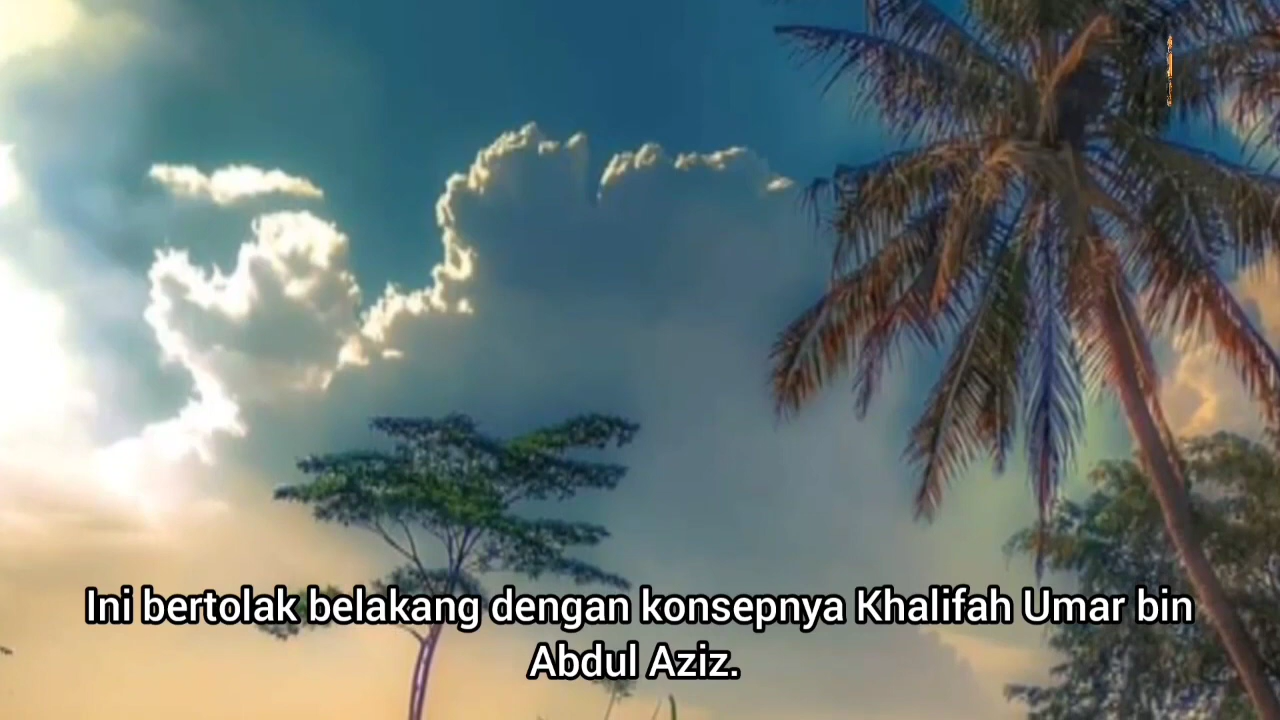 Ini bertolak belakang dengan konsepnya Khalifah Umar bin
Abdul Aziz.